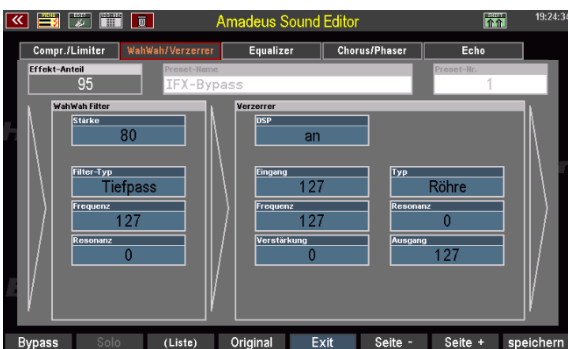 MENU EDIT SHIFT
Amadeus Sound Editor
19:24:34
Compr./Limiter WahWah/Verzerrer Equalizer Chorus/Phaser Echo
Effekt-Anteil Preset-Name Preset-Nr.
95 IFX-Bypass 1
WahWah Filter Verzerrer
Stärke DSP
80 an
Filter-Typ Eingang Typ
Tiefpass 127 Röhre
Frequenz Frequenz Resonanz
127 127 0
Resonanz Verstärkung Ausgang
0 0 127
Bypass Solo (Liste) Original Exit Seite - Seite + speichern